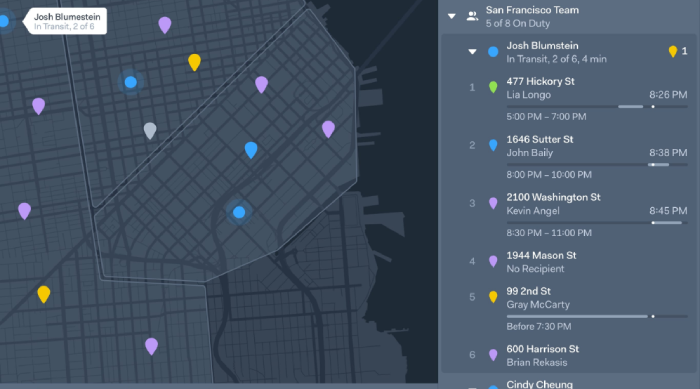 Josh Blumestein
In Transit, 2 of 6
San Francisco Team
5 of 8 On Duty
Josh Blumstein
In Transit, 2 of 6, 4 min
1
1
477 Hickory St
Lia Longo
8:26 PM
5:00 PM – 7:00 PM
2
1646 Sutter St
John Baily
8:38 PM
8:00 PM – 10:00 PM
3
2100 Washington St
Kevin Angel
8:45 PM
8:30 PM – 11:00 PM
4
1944 Mason St
No Recipient
5
99 2nd St
Gray McCarty
Before 7:30 PM
6
600 Harrison St
Brian Rekasis
Cindy Cheung